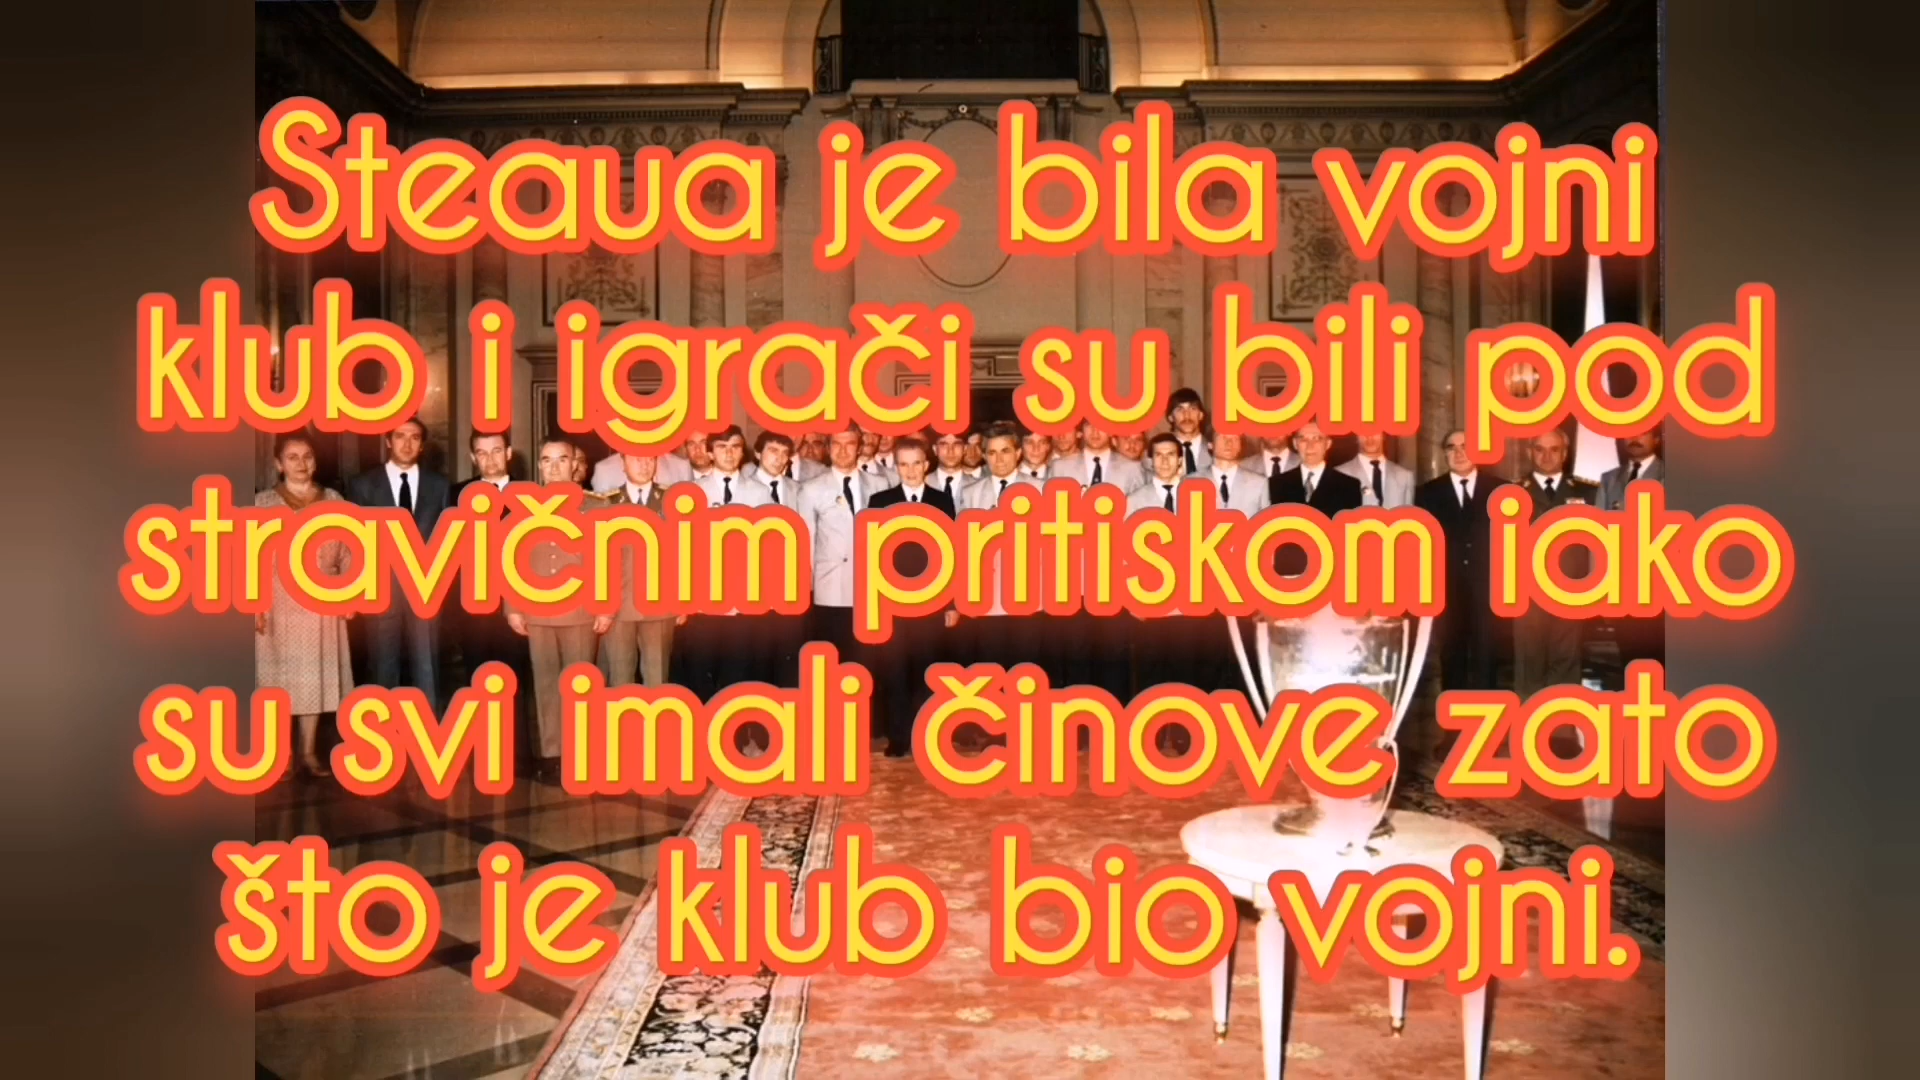 Steaua je bila vojni
klub i igrači su bili pod
stravičnim pritiskom iako
su svi imali činove zato
što je klub bio vojni.